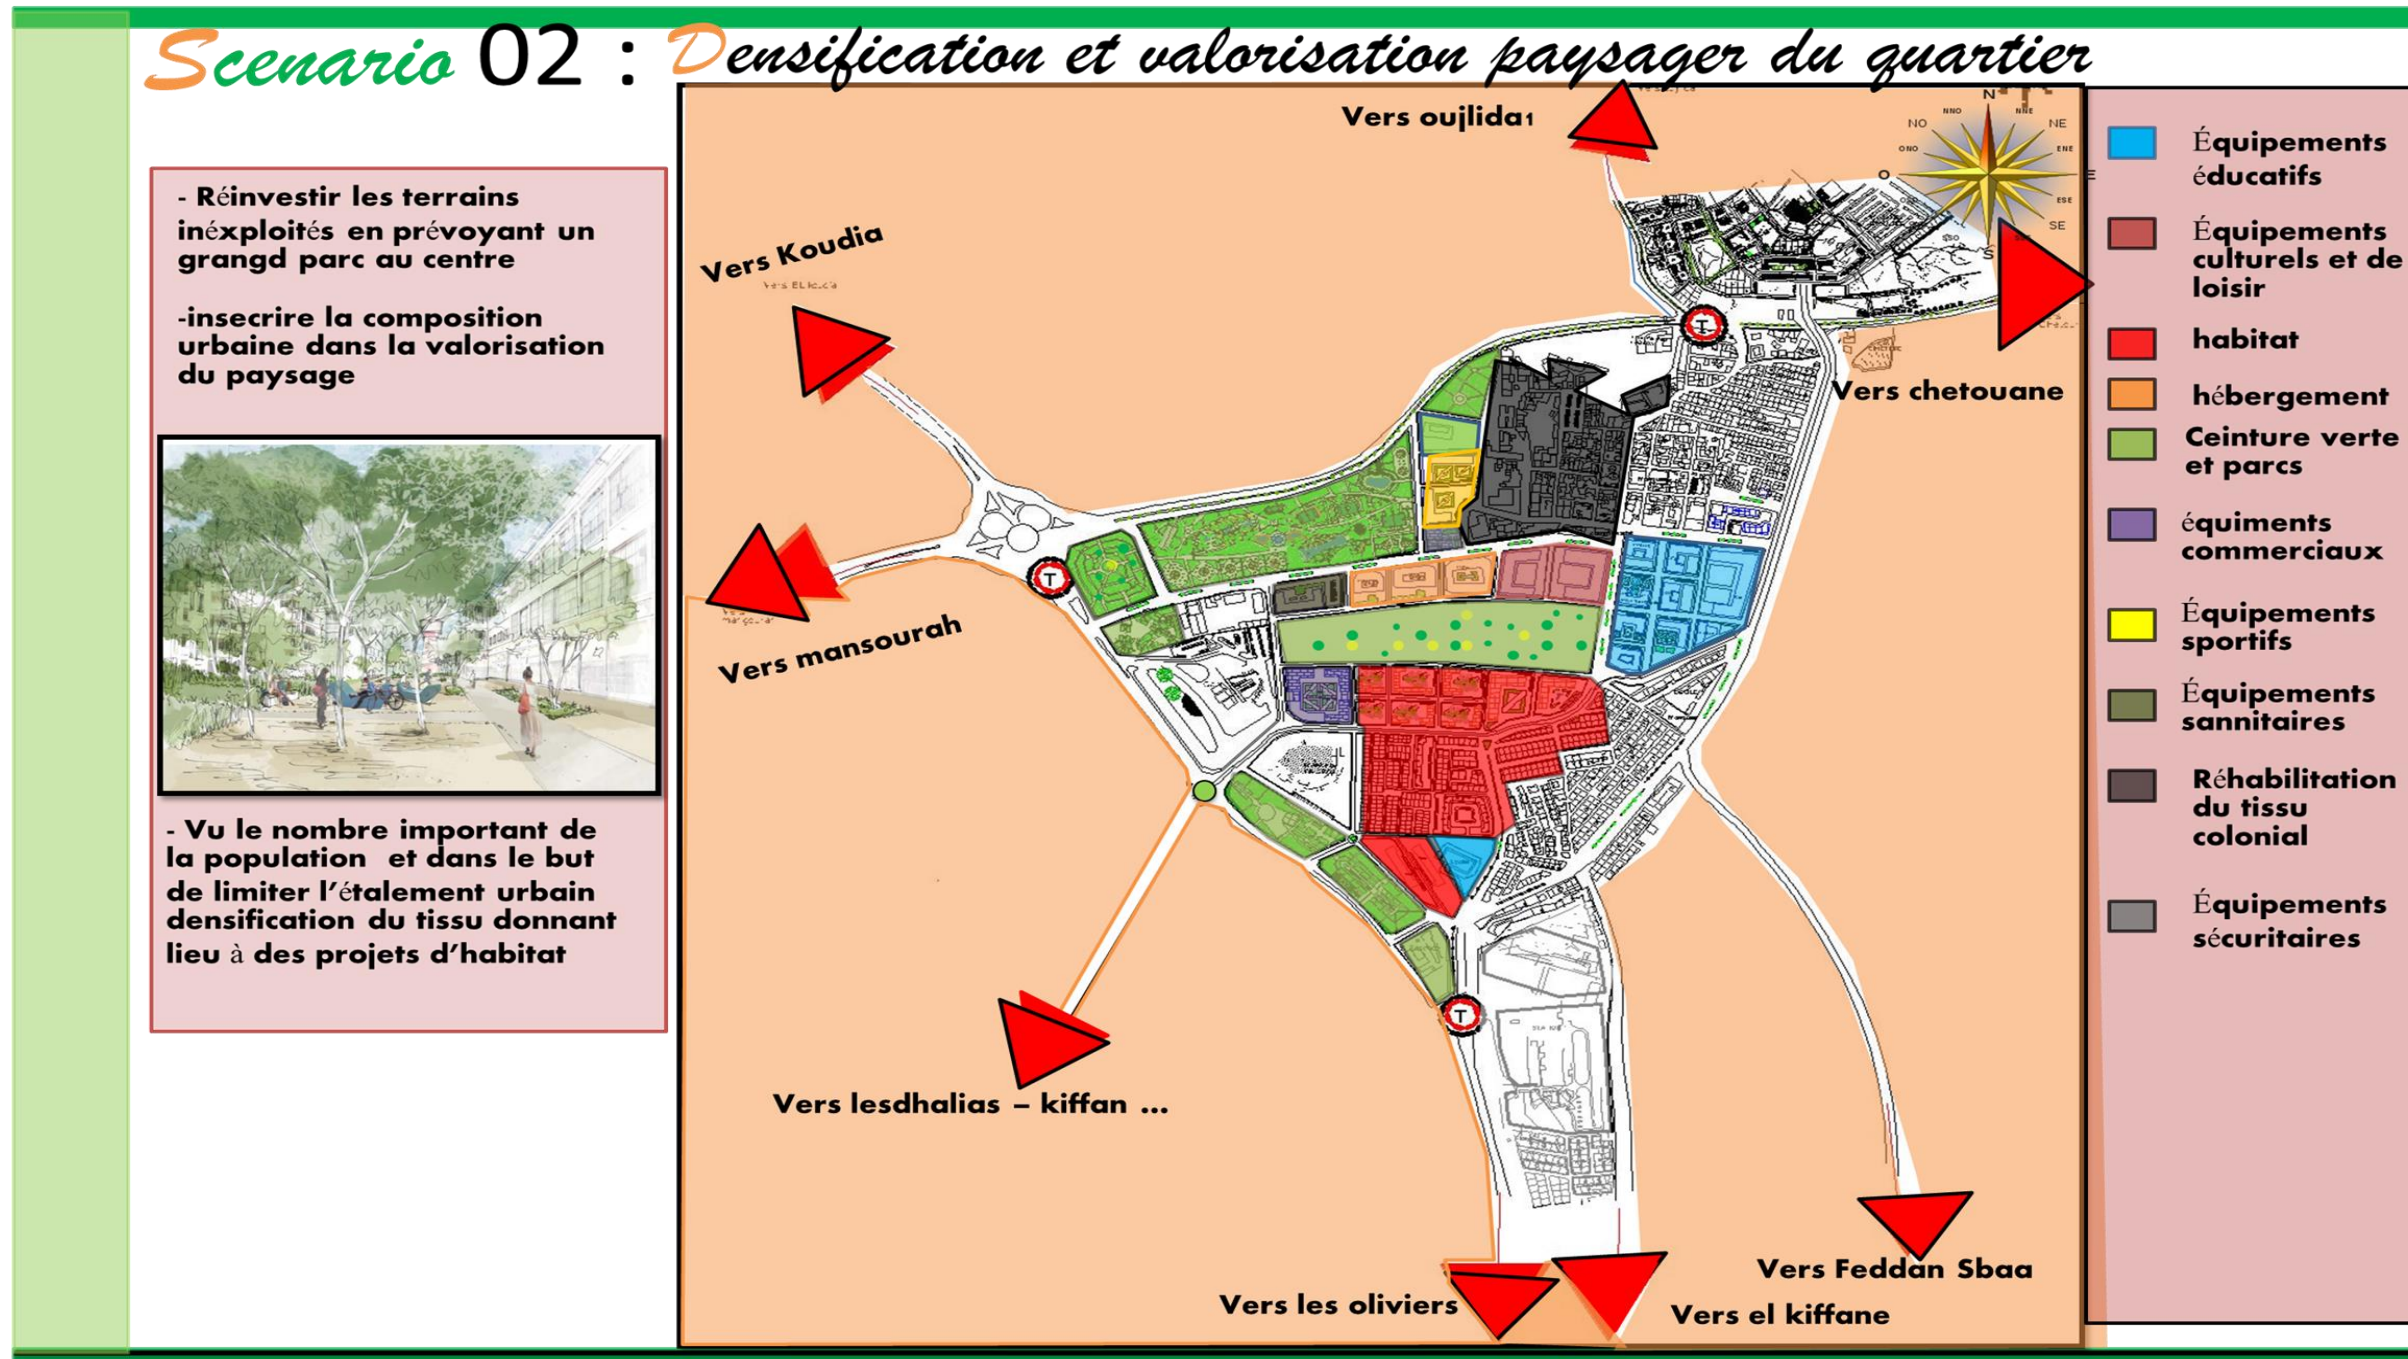 Scenario 02 : Densification et valorisation paysager du quartier
- Réinvestir les terrains
inéxploités en prévoyant un
grangd parc au centre
-insecrire la composition
urbaine dans la valorisation
du paysage
- Vu le nombre important de
la population et dans le but
de limiter l'étalement urbain
densification du tissu donnant
lieu à des projets d'habitat
Vers oujlida1
Vers Koudia
Vers chetouane
Vers mansourah
Vers lesdhalias – kiffan ...
Vers Feddan Sbaa
Vers les oliviers
Vers el kiffane
T
T
T
N
NNO
NNE
NO
NE
ONO
ENE
O
E
ESE
SE
S
Équipements
éducatifs
Équipements
culturels et de
loisir
habitat
hébergement
Ceinture verte
et parcs
équiments
commerciaux
Équipements
sportifs
Équipements
sannitaires
Réhabilitation
du tissu
colonial
Équipements
sécuritaires